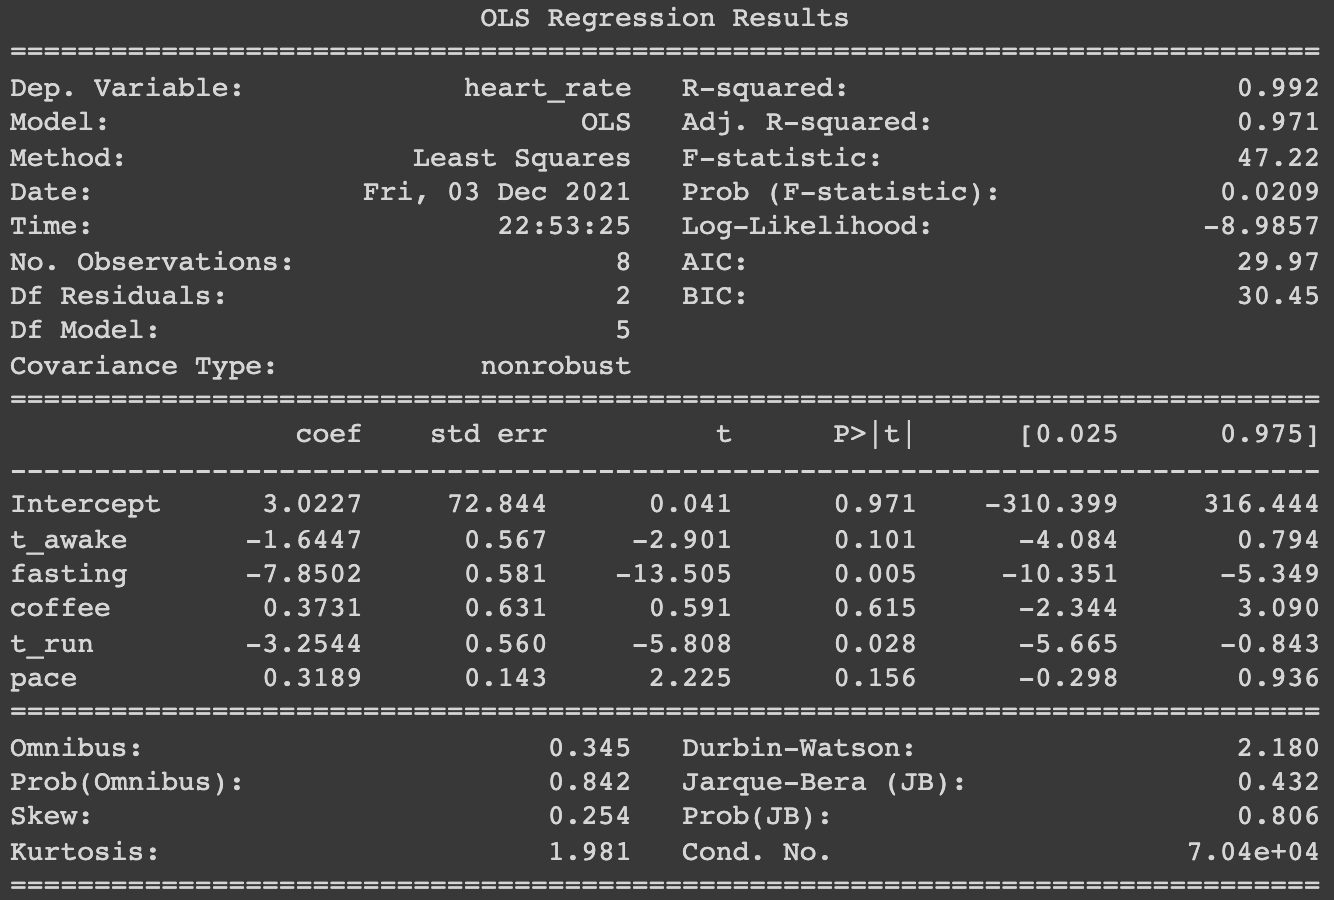 OLS Regression Results
==============================================================================
Dep. Variable:             heart_rate   R-squared:                       0.992
Model:                            OLS   Adj. R-squared:                  0.971
Method:                 Least Squares   F-statistic:                     47.22
Date:                Fri, 03 Dec 2021   Prob (F-statistic):             0.0209
Time:                        22:53:25   Log-Likelihood:                -8.9857
No. Observations:                   8   AIC:                             29.97
Df Residuals:                       2   BIC:                             30.45
Df Model:                           5
Covariance Type:            nonrobust
==============================================================================
                 coef    std err          t      P>|t|      [0.025      0.975]
------------------------------------------------------------------------------
Intercept      3.0227     72.844      0.041      0.971    -310.399     316.444
t_awake       -1.6447      0.567     -2.901      0.101      -4.084       0.794
fasting       -7.8502      0.581    -13.505      0.005     -10.351      -5.349
coffee         0.3731      0.631      0.591      0.615      -2.344       3.090
t_run         -3.2544      0.560     -5.808      0.028      -5.665      -0.843
pace           0.3189      0.143      2.225      0.156      -0.298       0.936
==============================================================================
Omnibus:                        0.345   Durbin-Watson:                   2.180
Prob(Omnibus):                  0.842   Jarque-Bera (JB):                0.432
Skew:                           0.254   Prob(JB):                        0.806
Kurtosis:                       1.981   Cond. No.                     7.04e+04
==============================================================================